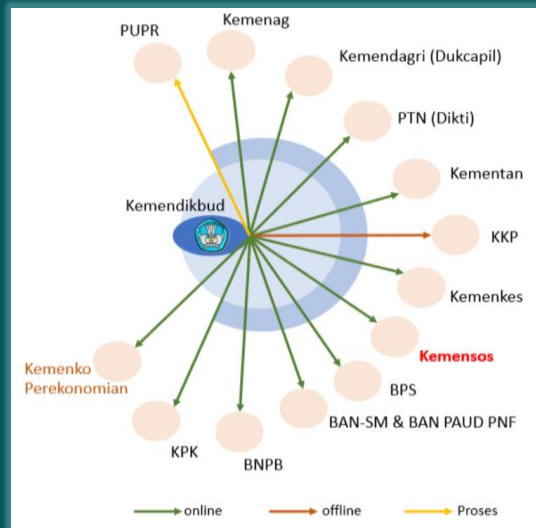 Kemenag
PUPR
Kemendagri (Dukcapil)
PTN (Dikti)
Kementan
Kemendikbud
KKP
Kemenkes
Kemensos
Kemenko
Perekonomian
BPS
BAN-SM & BAN PAUD PNF
KPK
BNPB
online
offline
Proses